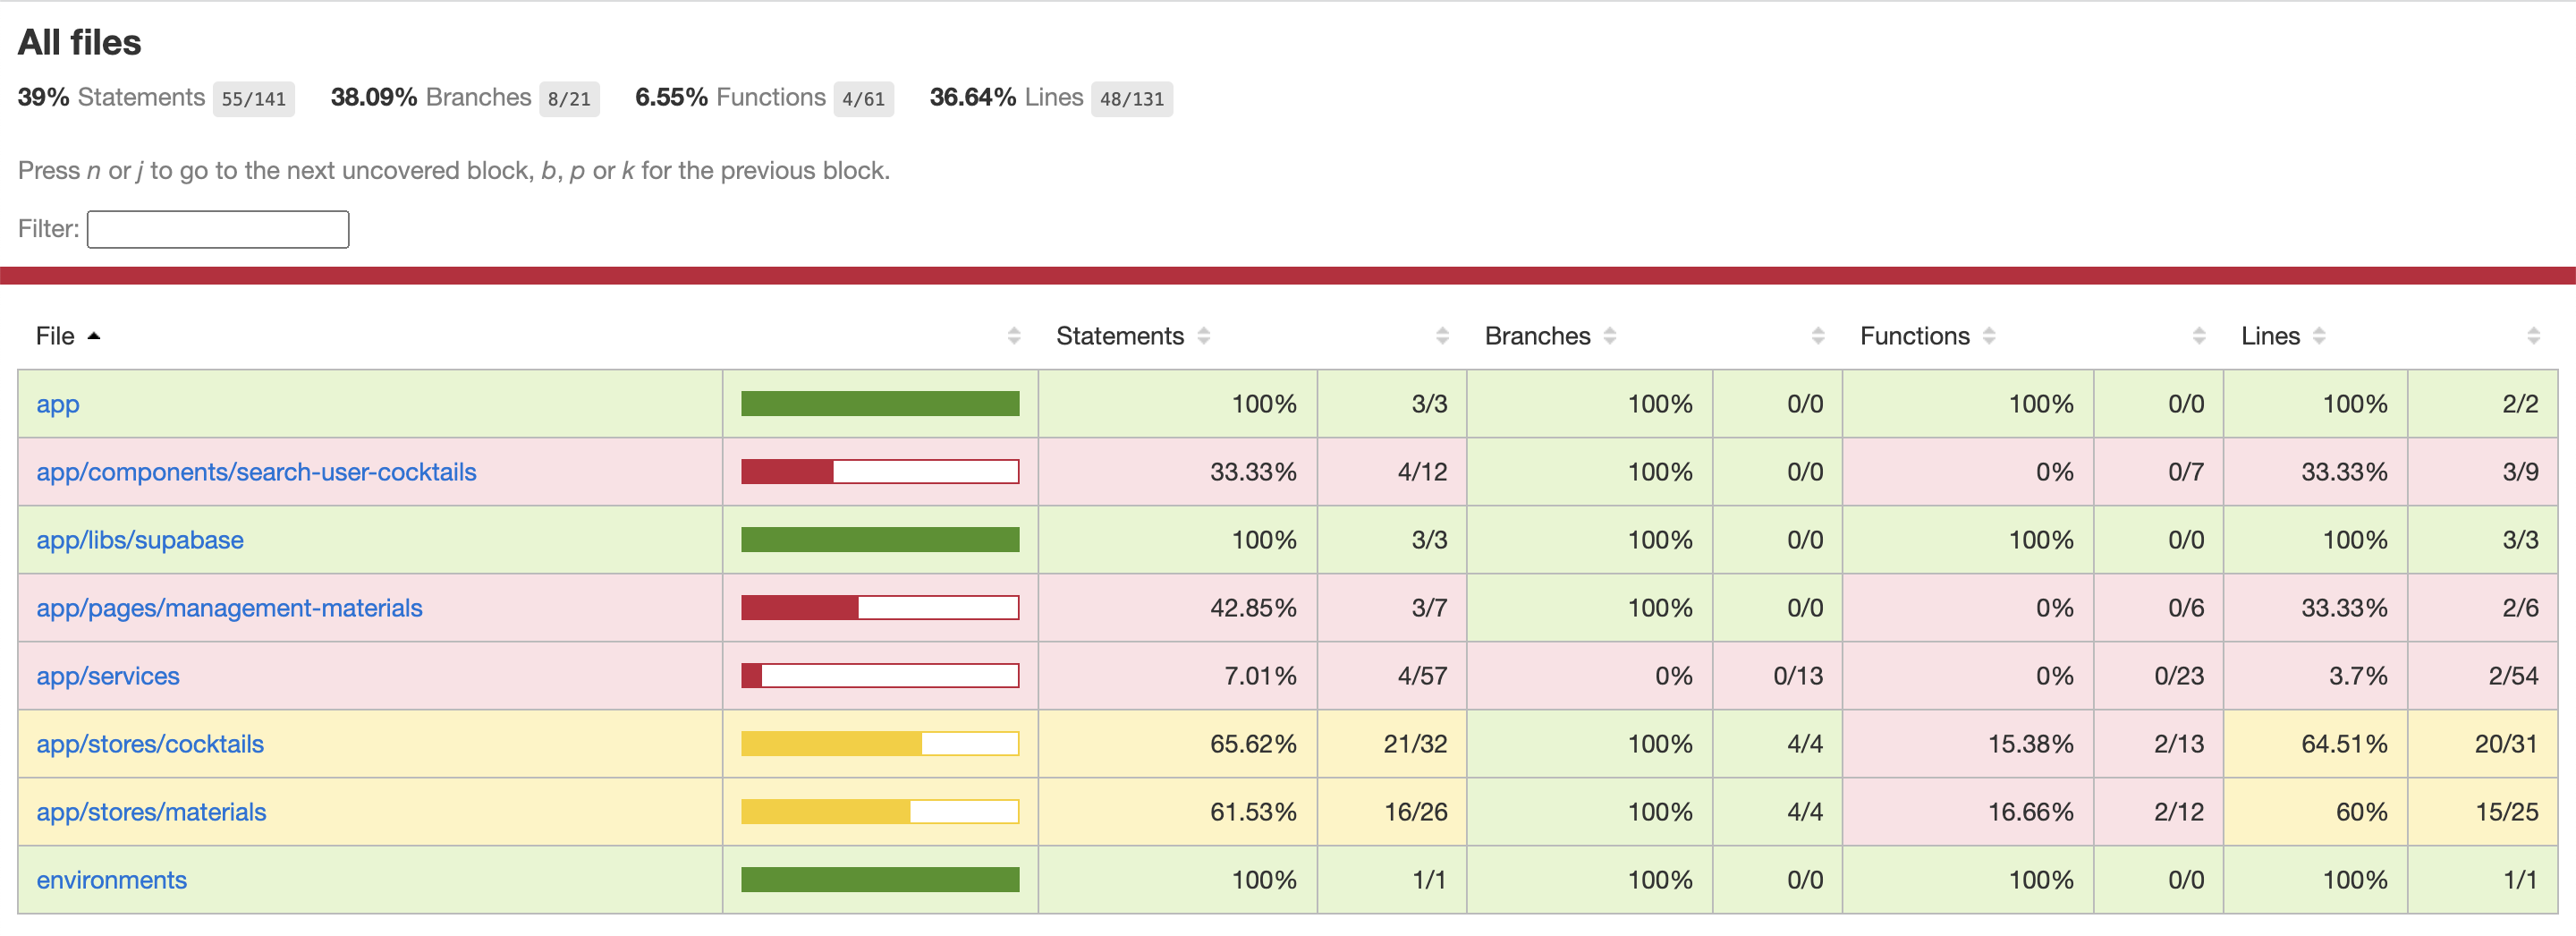 All files
39% Statements 55/141 38.09% Branches 8/21 6.55% Functions 4/61 36.64% Lines 48/131
Press n or j to go to the next uncovered block, b, p or k for the previous block.
Filter:
File Statements Branches Functions Lines
app 100% 3/3 100% 0/0 100% 0/0 100% 2/2
app/components/search-user-cocktails 33.33% 4/12 100% 0/0 0% 0/7 33.33% 3/9
app/libs/supabase 100% 3/3 100% 0/0 100% 0/0 100% 3/3
app/pages/management-materials 42.85% 3/7 100% 0/0 0% 0/6 33.33% 2/6
app/services 7.01% 4/57 0% 0/13 0% 0/23 3.7% 2/54
app/stores/cocktails 65.62% 21/32 100% 4/4 15.38% 2/13 64.51% 20/31
app/stores/materials 61.53% 16/26 100% 4/4 16.66% 2/12 60% 15/25
environments 100% 1/1 100% 0/0 100% 0/0 100% 1/1